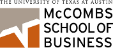 THE UNIVERSITY OF TEXAS AT AUSTIN
McCOMBS
SCHOOL OF
BUSINESS